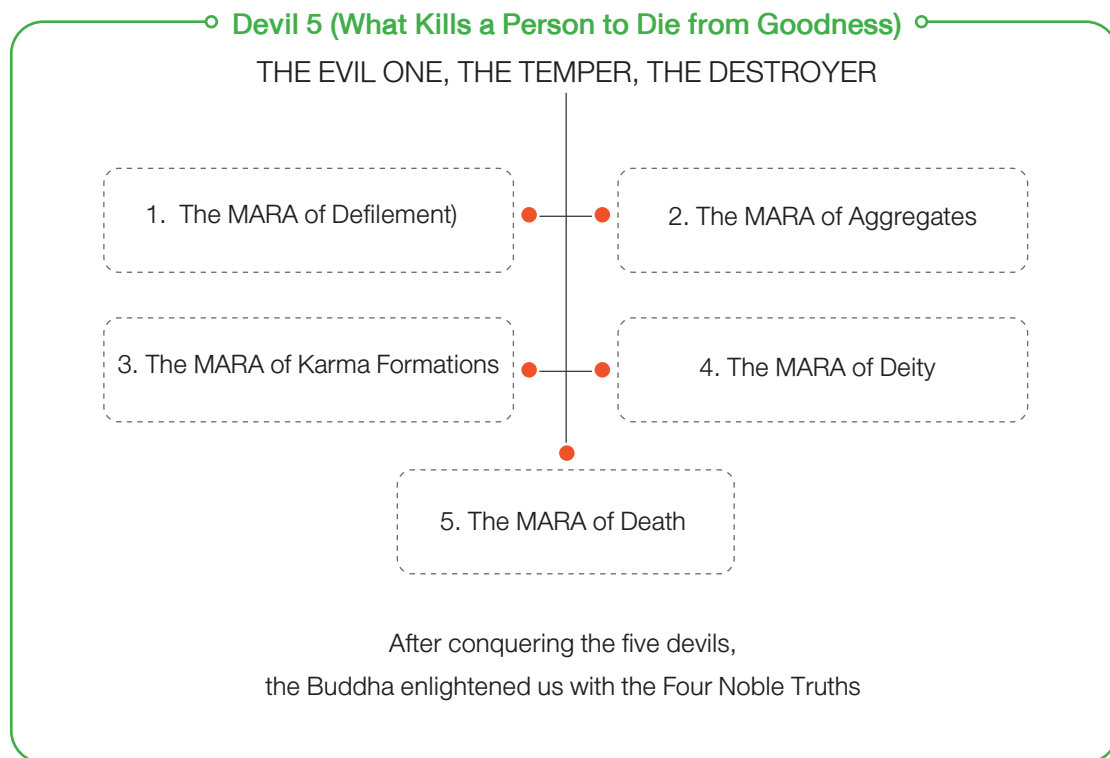 Devil 5 (What Kills a Person to Die from Goodness)
THE EVIL ONE, THE TEMPER, THE DESTROYER
1. The MARA of Defilement)
2. The MARA of Aggregates
3. The MARA of Karma Formations
4. The MARA of Deity
5. The MARA of Death
After conquering the five devils,
the Buddha enlightened us with the Four Noble Truths